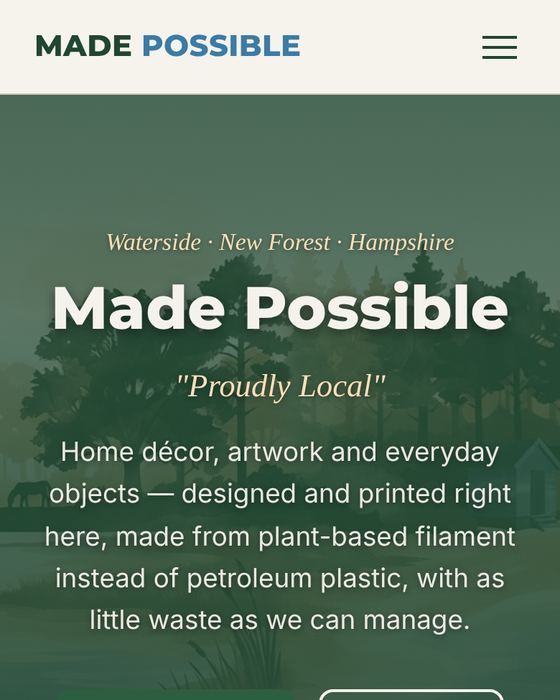 MADE POSSIBLE
Waterside · New Forest · Hampshire
Made Possible
"Proudly Local"
Home décor, artwork and everyday
objects — designed and printed right
here, made from plant-based filament
instead of petroleum plastic, with as
little waste as we can manage.